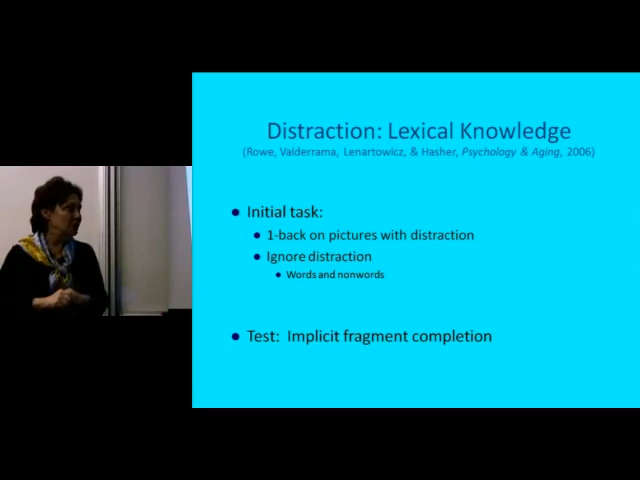 Distraction: Lexical Knowledge
(Rowe, Valderrama, Lenartowicz, & Hasher, Psychology & Aging, 2006)
Initial task:
1-back on pictures with distraction
Ignore distraction
Words and nonwords
Test: Implicit fragment completion